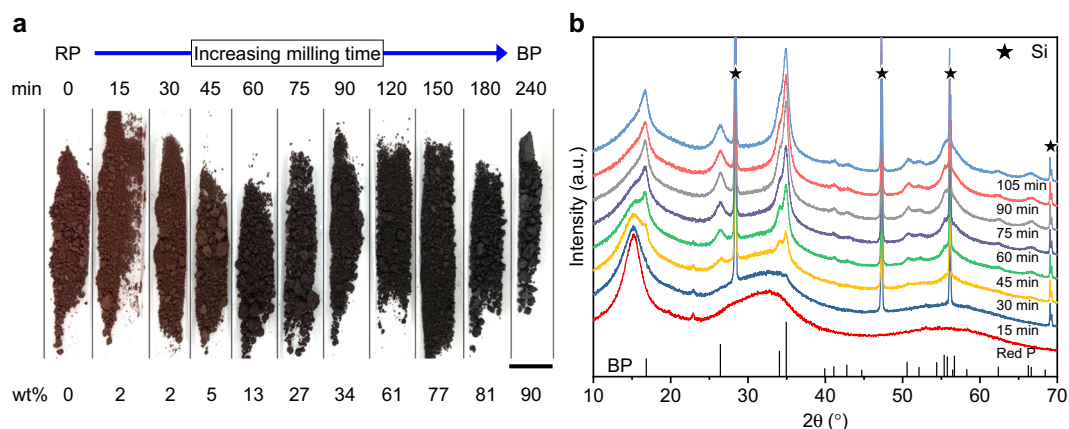 a
RP Increasing milling time BP
min 0 15 30 45 60 75 90 120 150 180 240
wt% 0 2 2 5 13 27 34 61 77 81 90
b
★ Si
Intensity (a.u.)
105 min
90 min
75 min
60 min
45 min
30 min
15 min
Red P
BP
10 20 30 40 50 60 70
2θ (°)